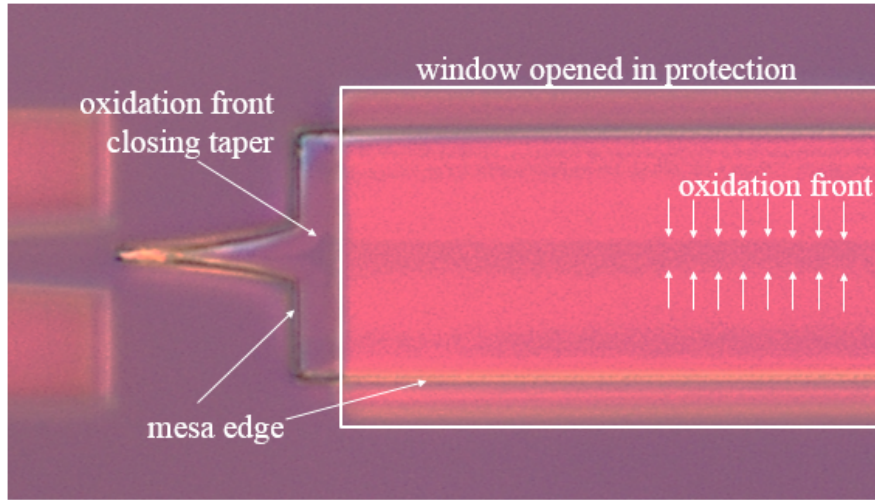 window opened in protection
oxidation front
closing taper
oxidation front
mesa edge